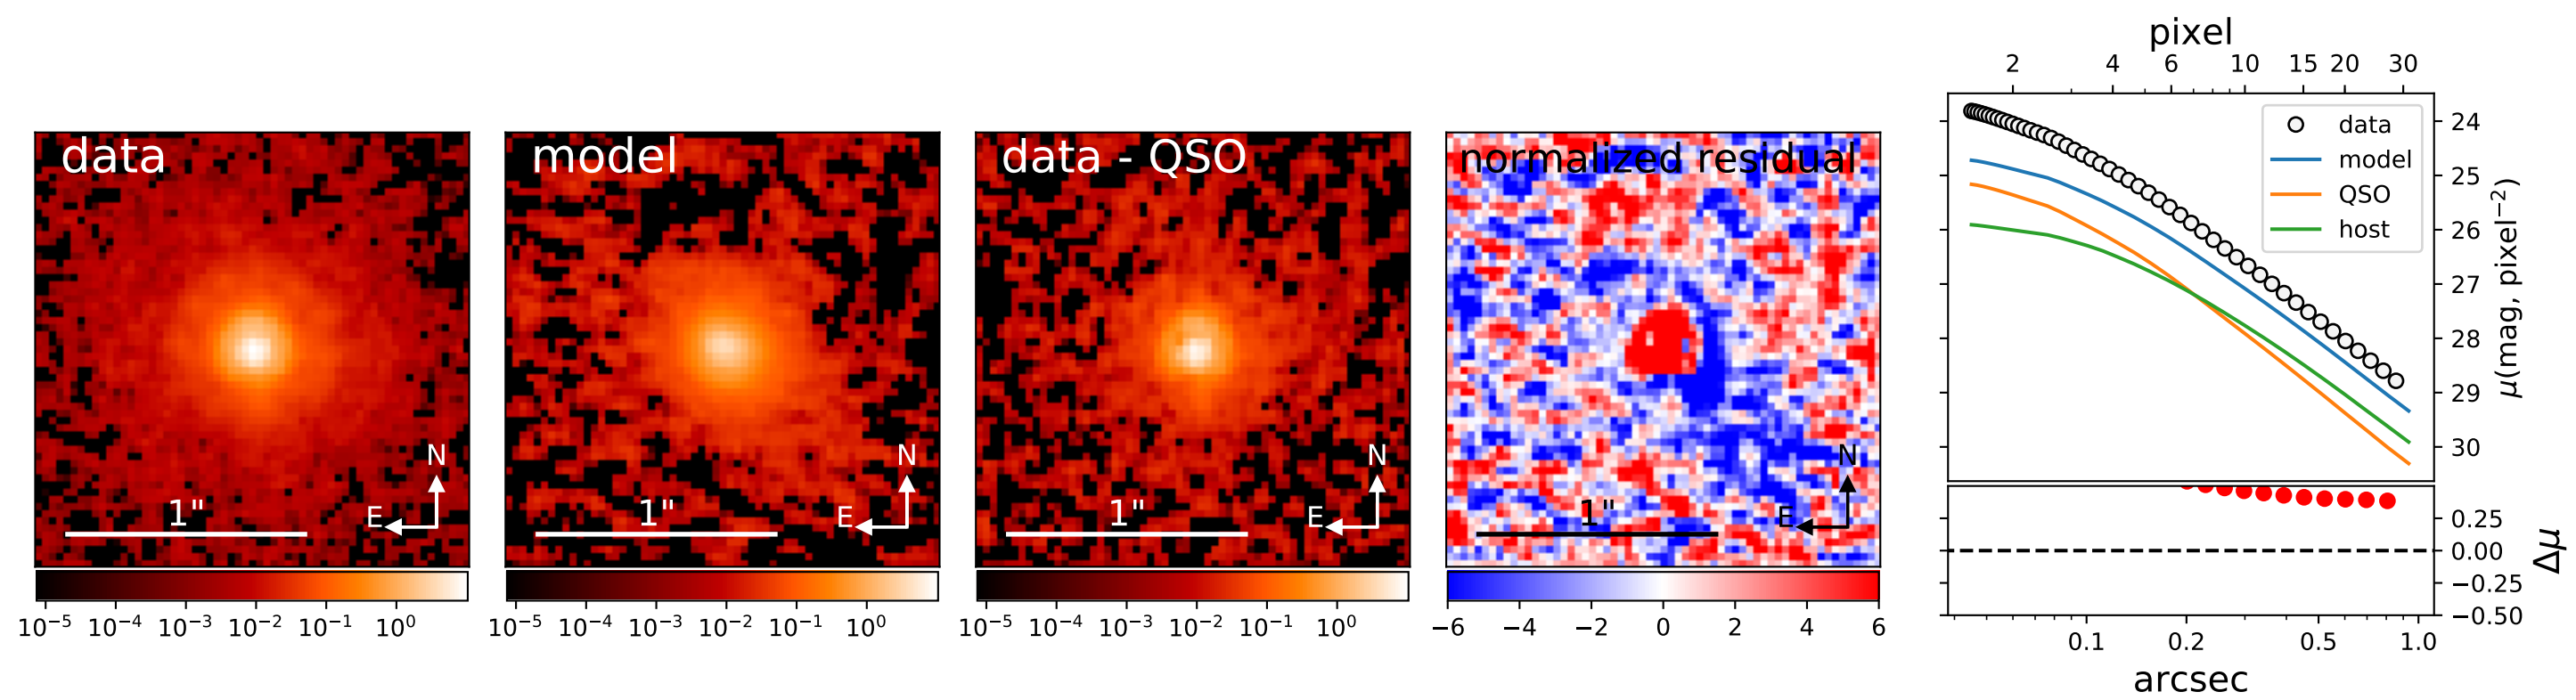 data
N
E
1"
10⁻⁵ 10⁻⁴ 10⁻³ 10⁻² 10⁻¹ 10⁰
model
N
E
1"
10⁻⁵ 10⁻⁴ 10⁻³ 10⁻² 10⁻¹ 10⁰
data - QSO
N
E
1"
10⁻⁵ 10⁻⁴ 10⁻³ 10⁻² 10⁻¹ 10⁰
normalized residual
N
E
1"
−6 −4 −2 0 2 4 6
pixel
2 4 6 10 15 20 30
data
model
QSO
host
24
25
26
27
28
29
30
μ(mag, pixel⁻²)
0.25
0.00
−0.25
−0.50
Δμ
0.1 0.2 0.5 1.0
arcsec